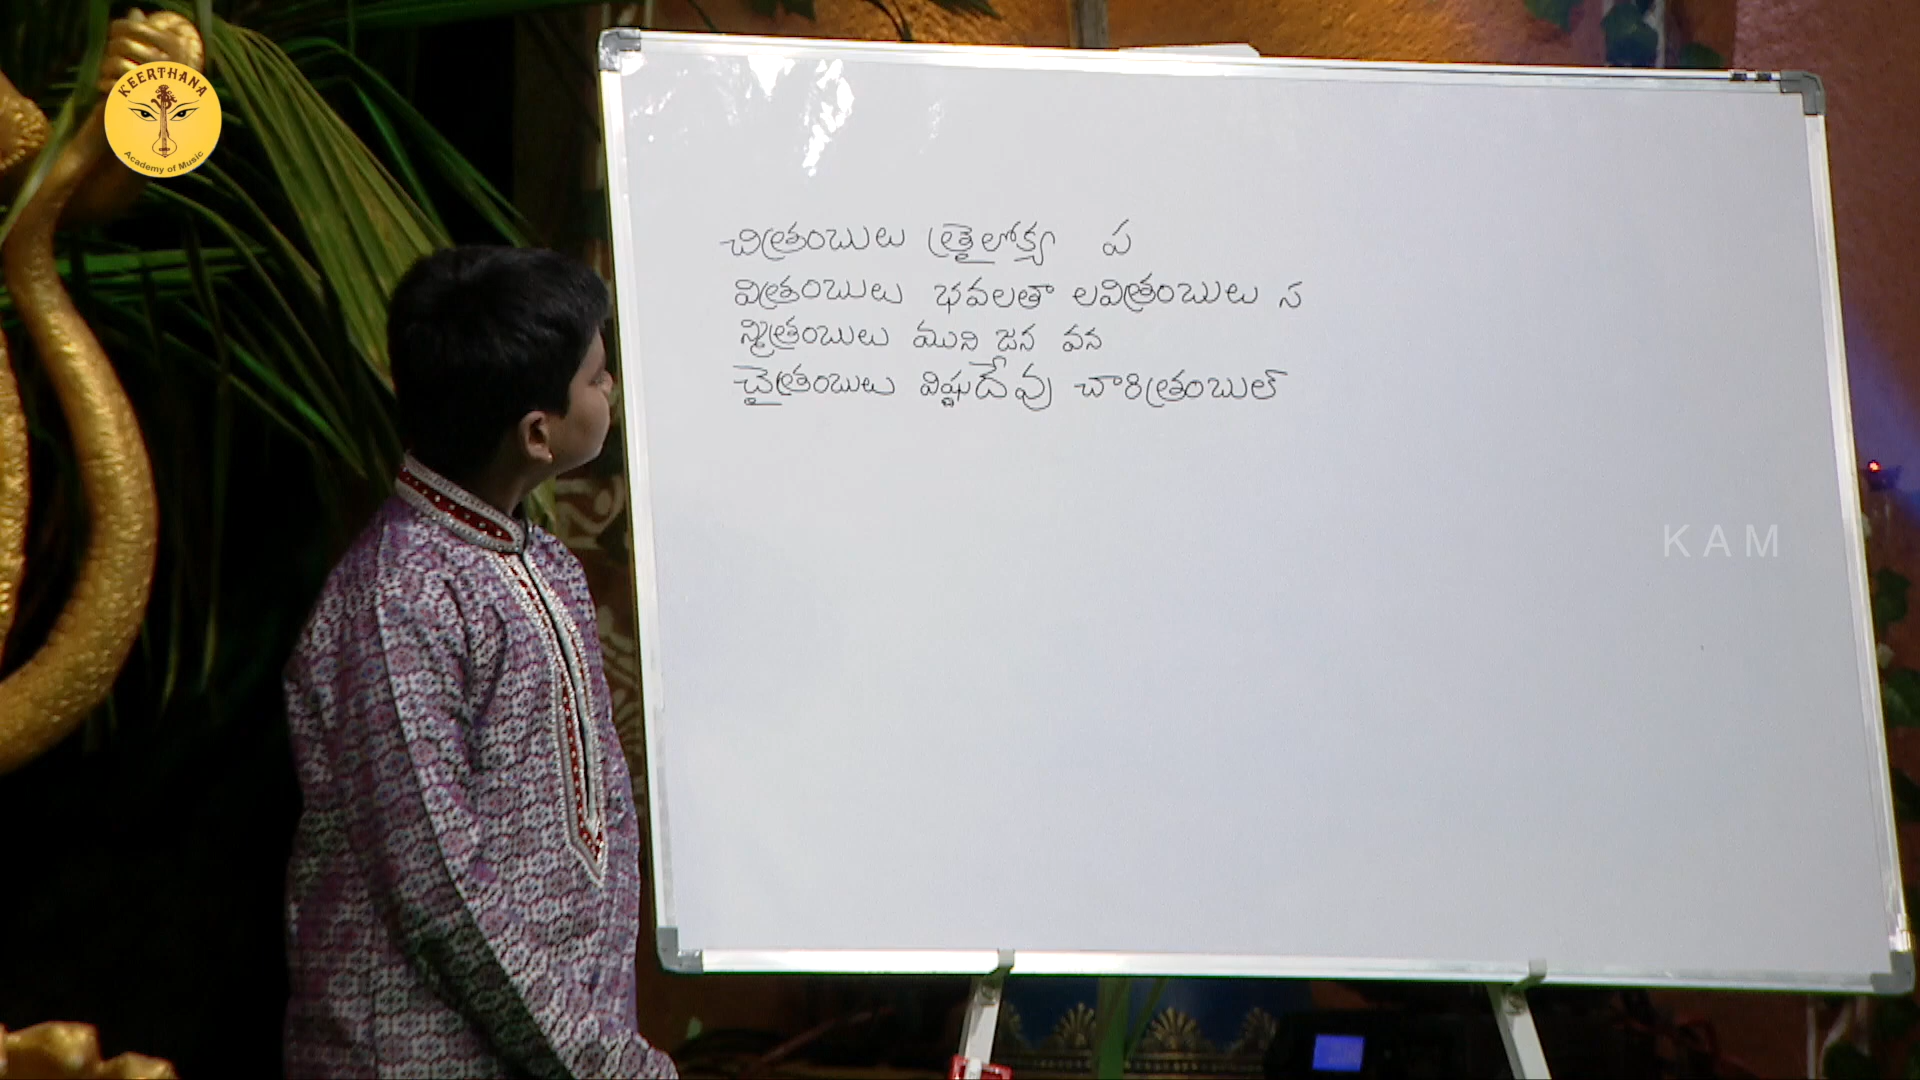 KEERTHANA
Academy of Music
చిత్రంబులు త్రైలోక్య ప
విత్రంబులు భవలతా లవిత్రంబులు స
న్మిత్రంబులు ముని జన వన
చైత్రంబులు విష్ణుదేవు చారిత్రంబుల్
KAM